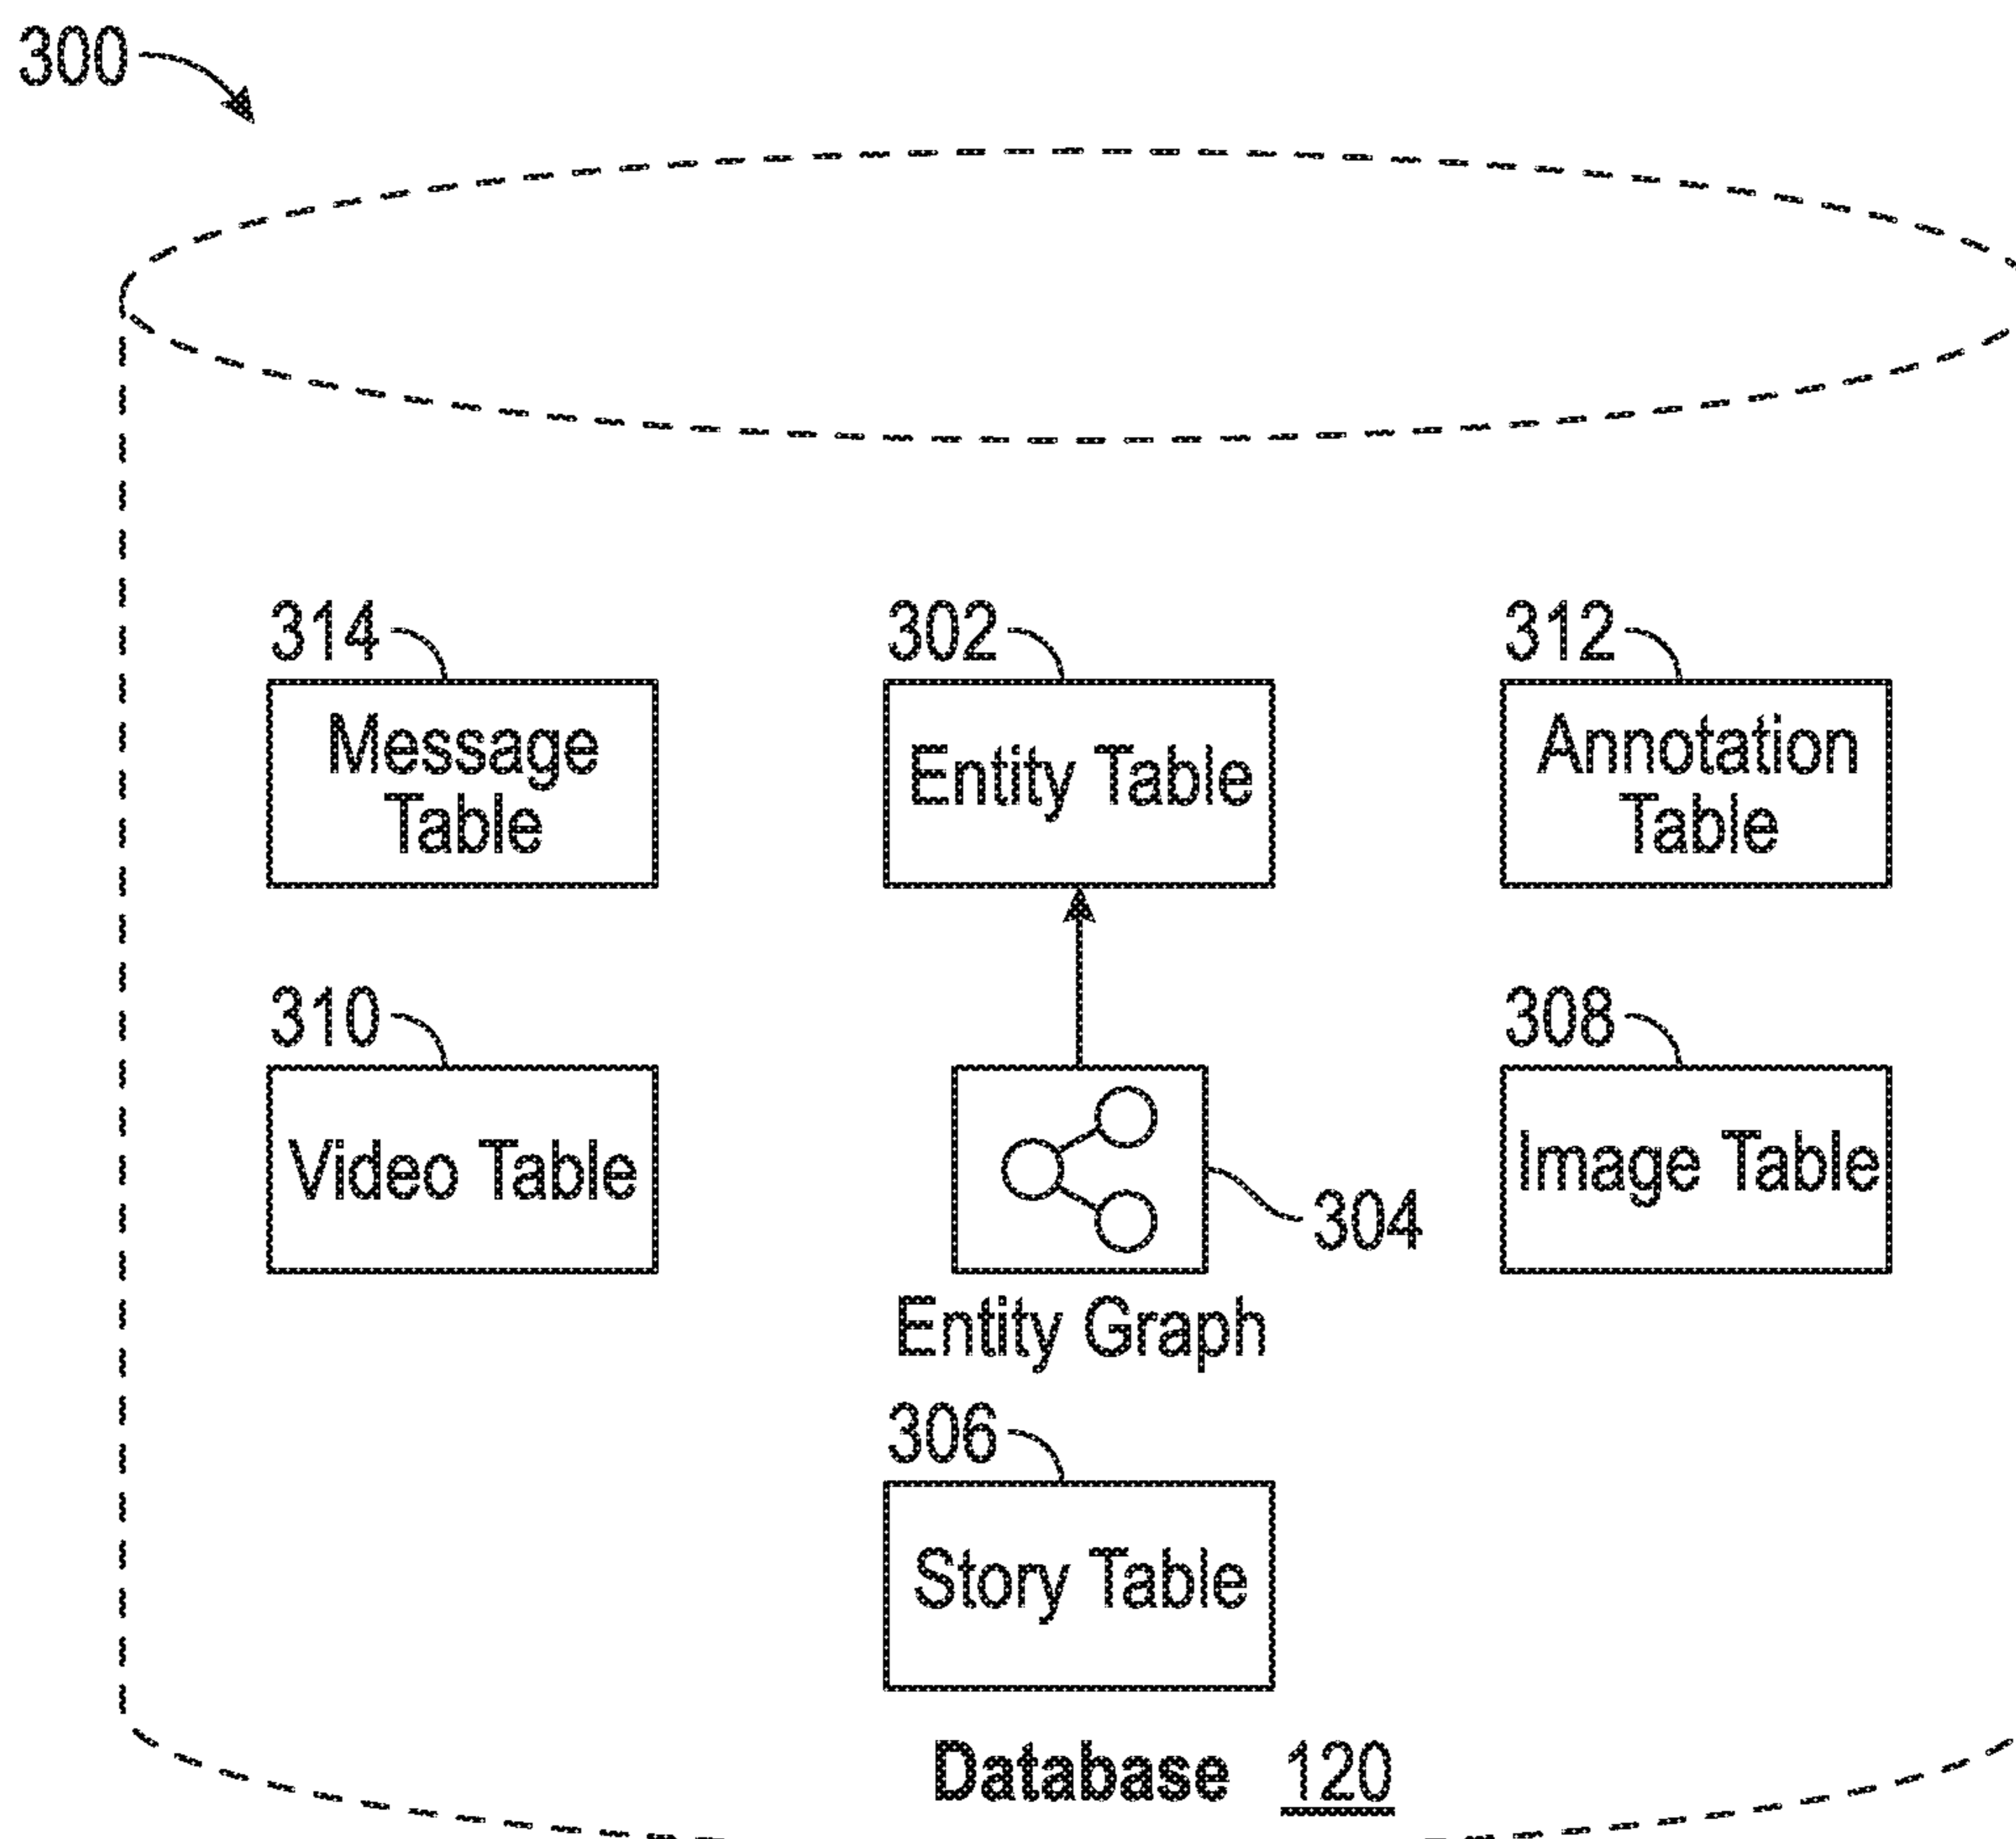 300
314
302
312
Message
Table
Entity Table
Annotation
Table
310
308
Video Table
Image Table
304
Entity Graph
306
Story Table
Database 120